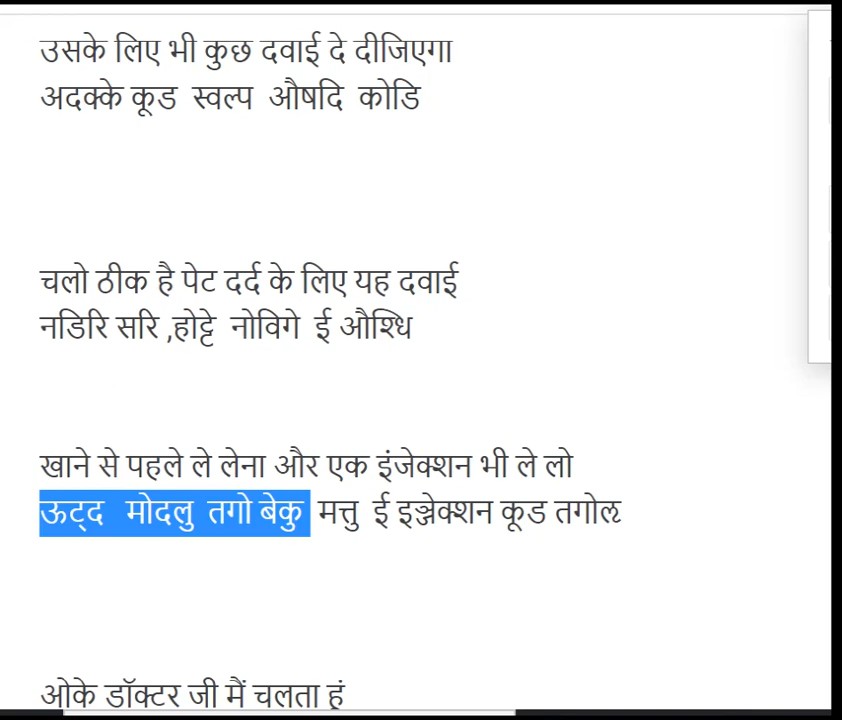 उसके लिए भी कुछ दवाई दे दीजिएगा
अदक्के कूड स्वल्प औषदि कोडि
चलो ठीक है पेट दर्द के लिए यह दवाई
नडिरि सरि ,होट्टे नोविगे ई औश्धि
खाने से पहले ले लेना और एक इंजेक्शन भी ले लो
ऊट्द मोदलु तगो बेकु मत्तु ई इञ्जेक्शन कूड तगोळ
ओके डॉक्टर जी मैं चलता हूं